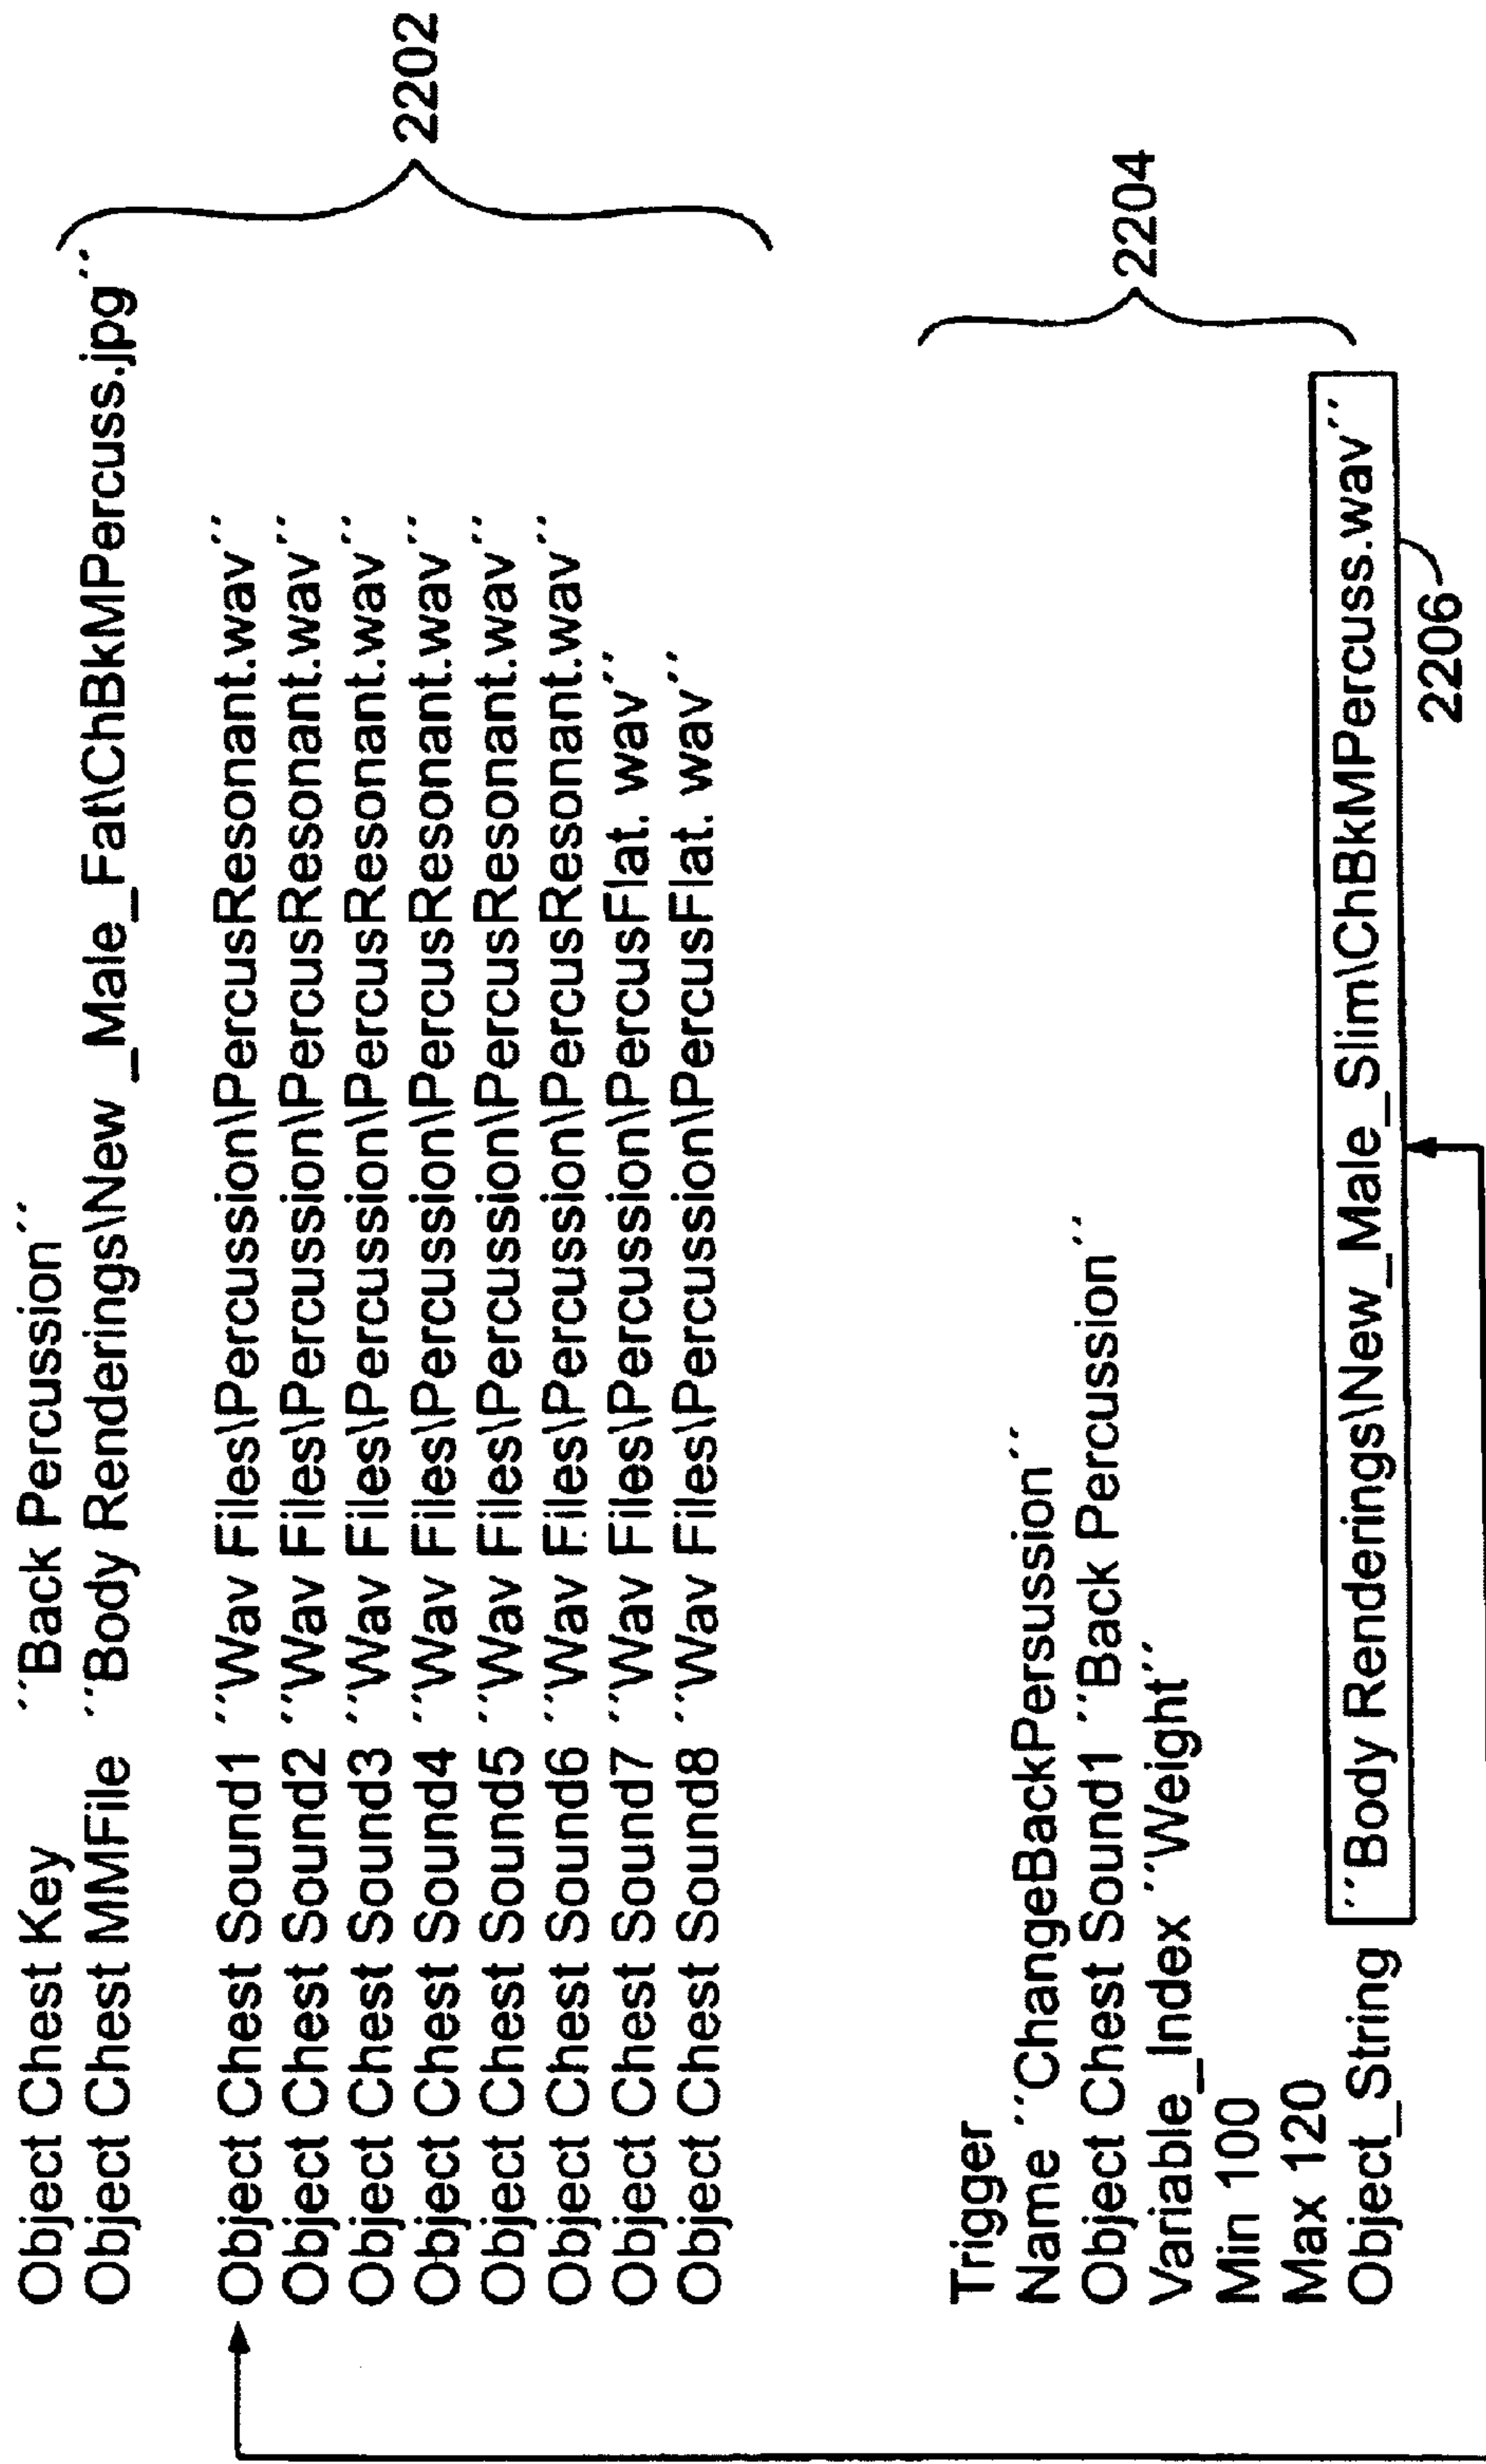 Object Chest Key ´´Back Percussion´´
Object Chest MMFile ´´Body Renderings\New _Male_Fat\ChBkMPercuss.jpg´´
2202
Object Chest Sound1 ´´Wav Files\Percussion\PercusResonant.wav´´
Object Chest Sound2 ´´Wav Files\Percussion\PercusResonant.wav´´
Object Chest Sound3 ´´Wav Files\Percussion\PercusResonant.wav´´
Object Chest Sound4 ´´Wav Files\Percussion\PercusResonant.wav´´
Object Chest Sound5 ´´Wav Files\Percussion\PercusResonant.wav´´
Object Chest Sound6 ´´Wav Files\Percussion\PercusResonant.wav´´
Object Chest Sound7 ´´Wav Files\Percussion\PercusFlat. wav´´
Object Chest Sound8 ´´Wav Files\Percussion\PercusFlat. wav´´
Trigger
Name ´´ChangeBackPersussion´´
Object Chest Sound1 ´´Back Percussion´´
2204
Variable_Index ´´Weight´´
Min 100
Max 120
Object_String ´´Body Renderings\New_Male_Slim\ChBkMPercuss.wav´´
2206